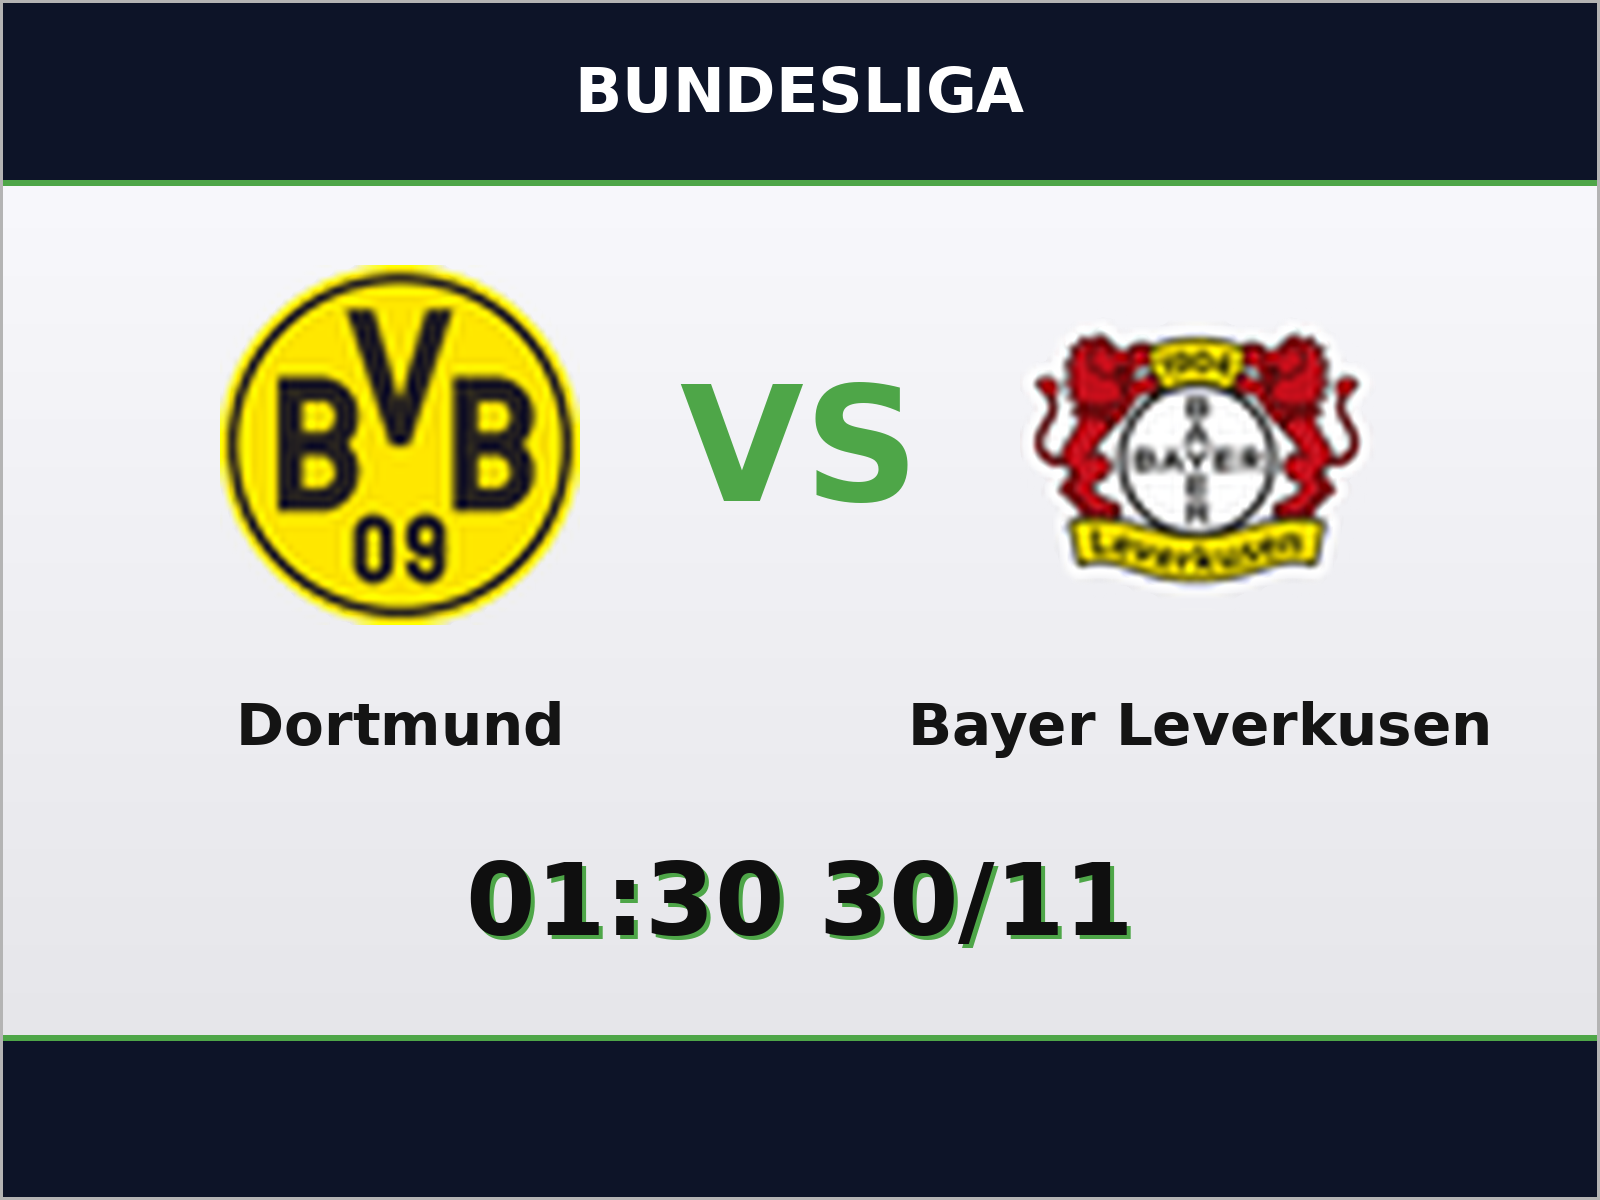 BUNDESLIGA
BVB
09
VS
1904
BAYER
BAYER
Leverkusen
Dortmund
Bayer Leverkusen
01:30 30/11